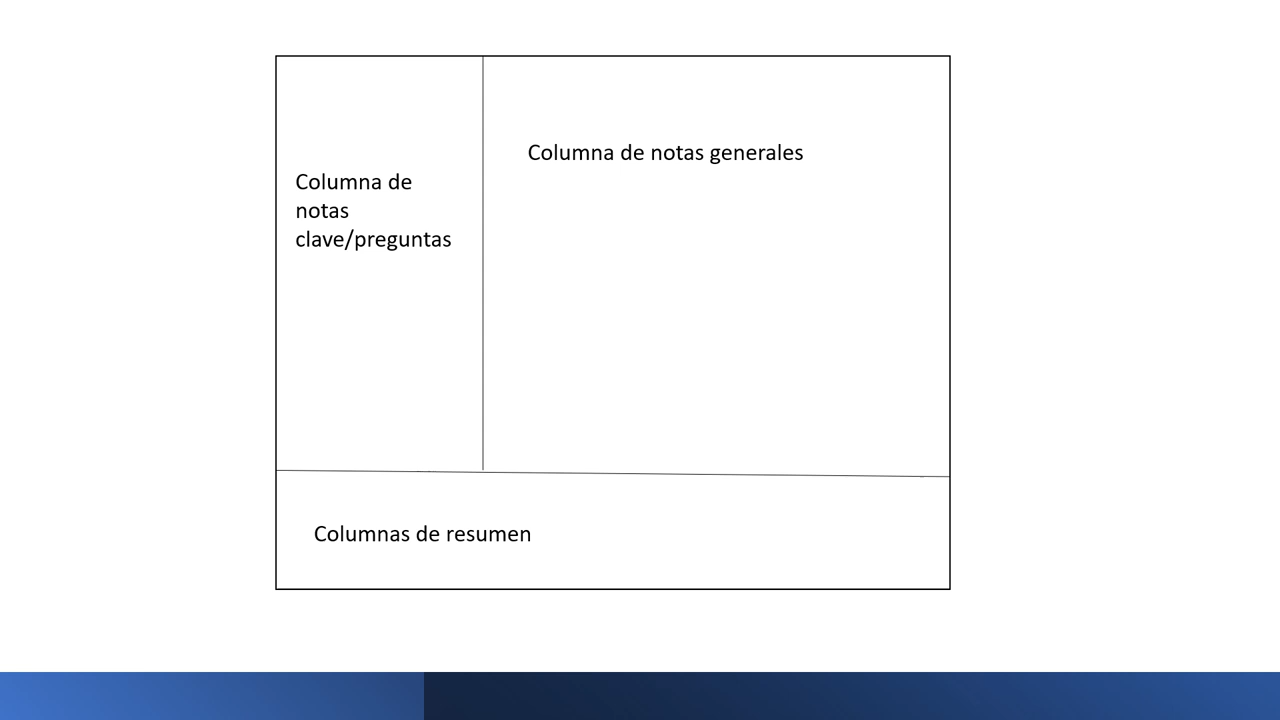 Columna de notas generales
Columna de
notas
clave/preguntas
Columnas de resumen